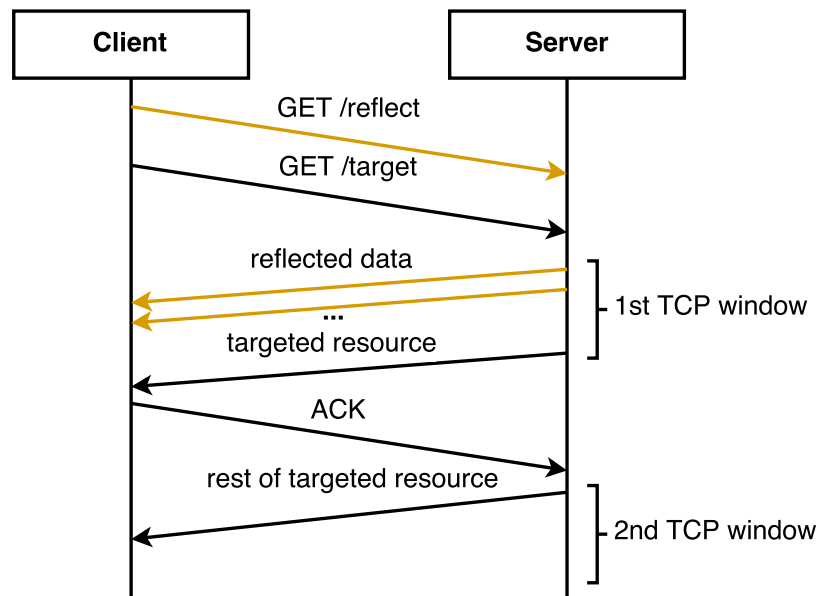 Client
Server
GET /reflect
GET /target
reflected data
...
1st TCP window
targeted resource
ACK
rest of targeted resource
2nd TCP window